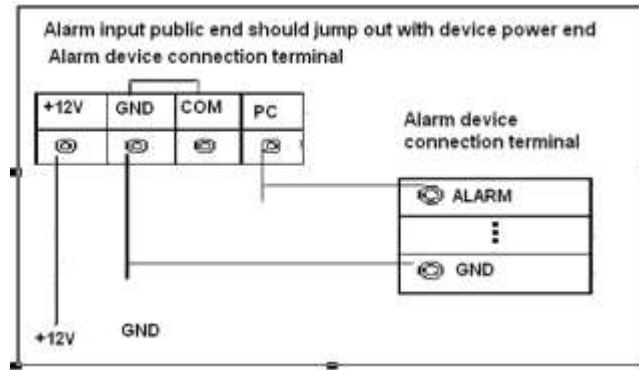 Alarm input public end should jump out with device power end
Alarm device connection terminal
+12V GND COM PC
Alarm device
connection terminal
ALARM
GND
+12V GND